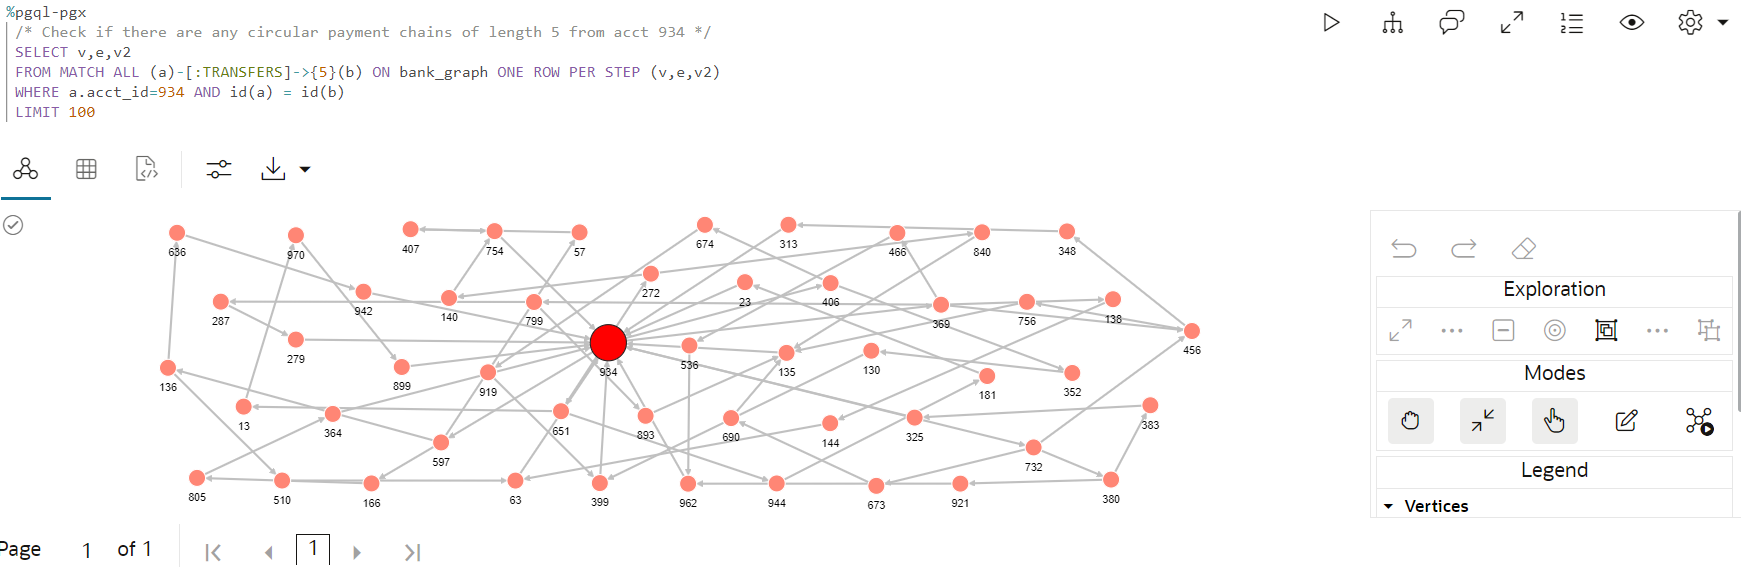 %pgql-pgx
/* Check if there are any circular payment chains of length 5 from acct 934 */
SELECT v,e,v2
FROM MATCH ALL (a)-[:TRANSFERS]->{5}(b) ON bank_graph ONE ROW PER STEP (v,e,v2)
WHERE a.acct_id=934 AND id(a) = id(b)
LIMIT 100
636 970 407 754 57 674 313 466 840 348
287 942 140 799 272 23 406 369 756 138
279 899 919 934 536 135 130 181 352 456
136 13 364 597 651 893 690 144 325 732 383
805 510 166 63 399 962 944 673 921 380
Exploration
Modes
Legend
Vertices
Page 1 of 1 1